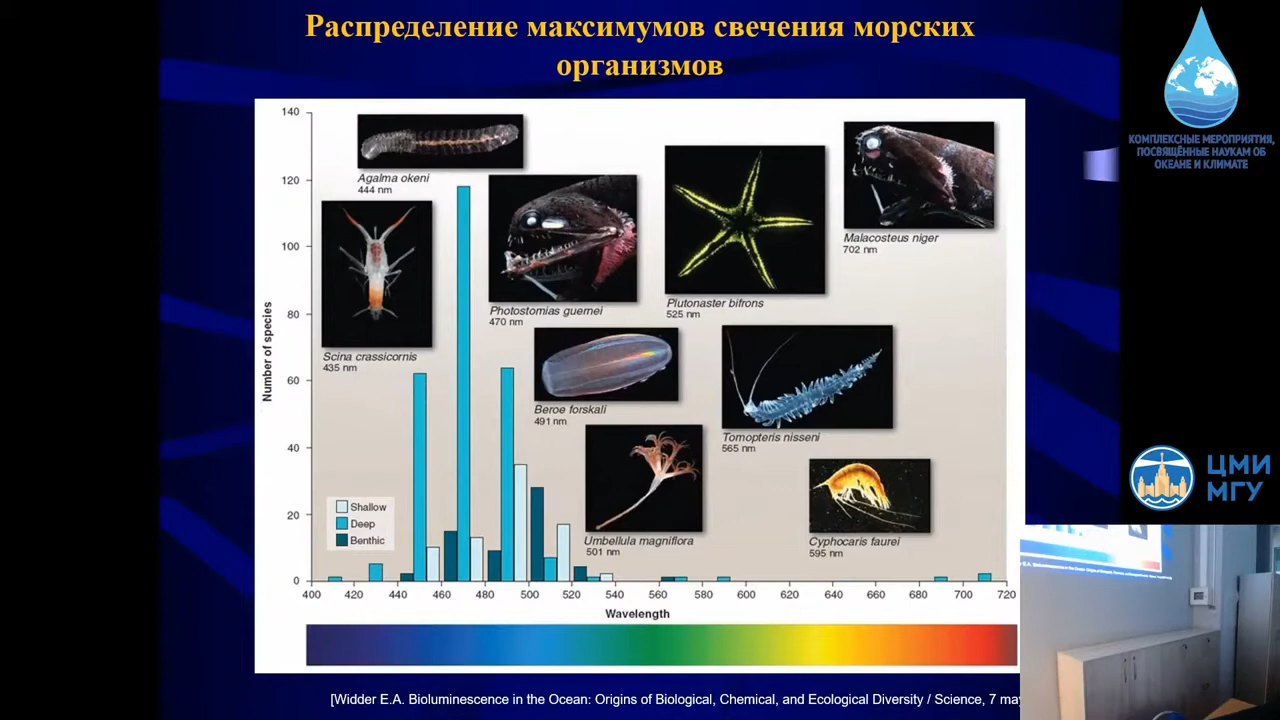 Распределение максимумов свечения морских
организмов
КОМПЛЕКСНЫЕ МЕРОПРИЯТИЯ,
ПОСВЯЩЁННЫЕ НАУКАМ ОБ
ОКЕАНЕ И КЛИМАТЕ
140
120
100
80
60
40
20
0
Number of species
Agalma okeni
444 nm
Scina crassicornis
435 nm
Photostomias guernei
470 nm
Plutonaster bifrons
525 nm
Malacosteus niger
702 nm
Beroe forskali
491 nm
Tomopteris nisseni
565 nm
Umbellula magniflora
501 nm
Cyphocaris faurei
595 nm
Shallow
Deep
Benthic
400 420 440 460 480 500 520 540 560 580 600 620 640 660 680 700 720
Wavelength
ЦМИ
МГУ
[Widder E.A. Bioluminescence in the Ocean: Origins of Biological, Chemical, and Ecological Diversity / Science, 7 may